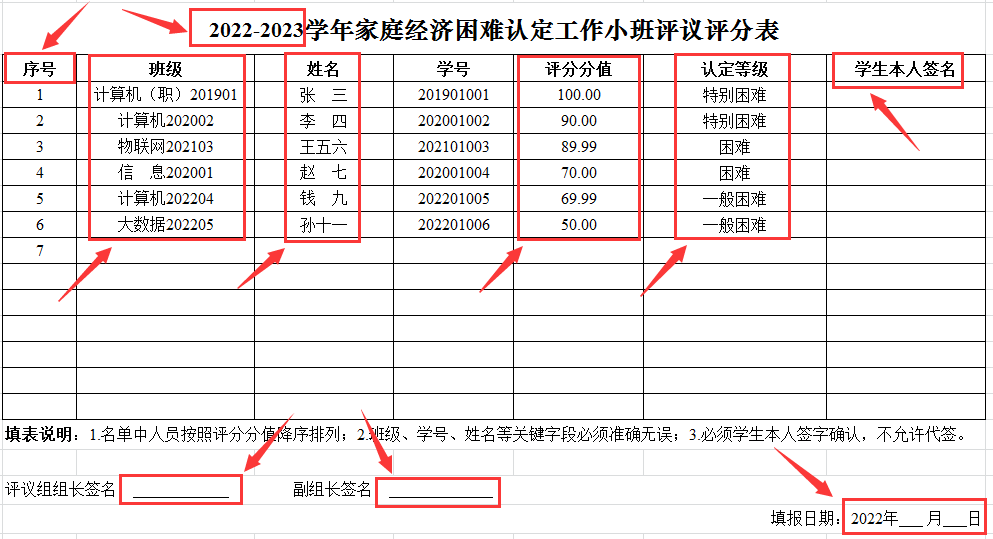 2022-2023学年家庭经济困难认定工作小班评议评分表
序号 班级 姓名 学号 评分分值 认定等级 学生本人签名
1 计算机（职）201901 张 三 201901001 100.00 特别困难
2 计算机202002 李 四 202001002 90.00 特别困难
3 物联网202103 王五六 202101003 89.99 困难
4 信 息202001 赵 七 202001004 70.00 困难
5 计算机202204 钱 九 202201005 69.99 一般困难
6 大数据202205 孙十一 202201006 50.00 一般困难
7
填表说明：1.名单中人员按照评分分值降序排列；2.班级、学号、姓名等关键字段必须准确无误；3.必须学生本人签字确认，不允许代签。
评议组组长签名 ____________ 副组长签名 _____________
填报日期：2022年___月___日